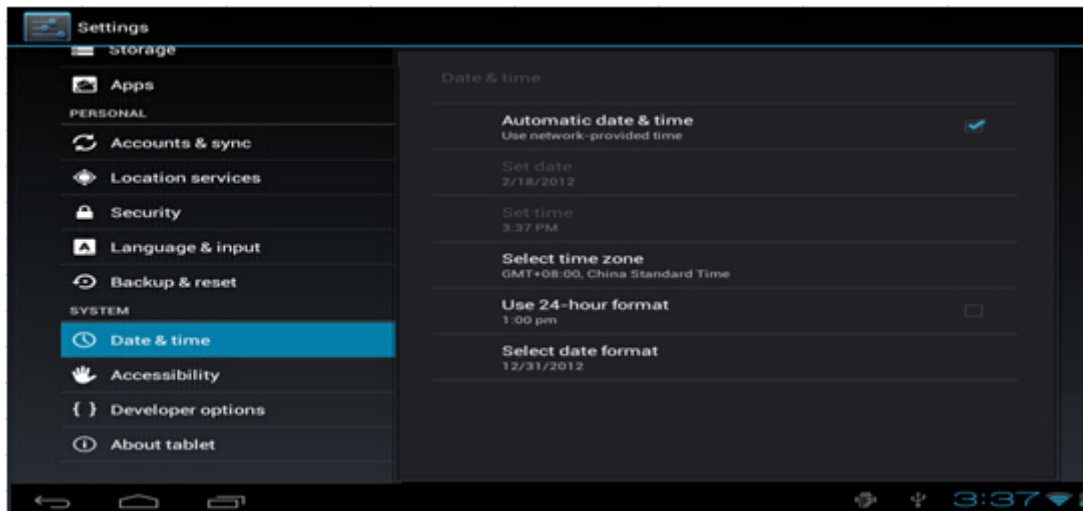 Settings
Storage
Apps
PERSONAL
Accounts & sync
Location services
Security
Language & input
Backup & reset
SYSTEM
Date & time
Accessibility
Developer options
About tablet
Date & time
Automatic date & time
Use network-provided time
Set date
2/18/2012
Set time
3:37 PM
Select time zone
GMT+08:00, China Standard Time
Use 24-hour format
1:00 pm
Select date format
12/31/2012
3:37